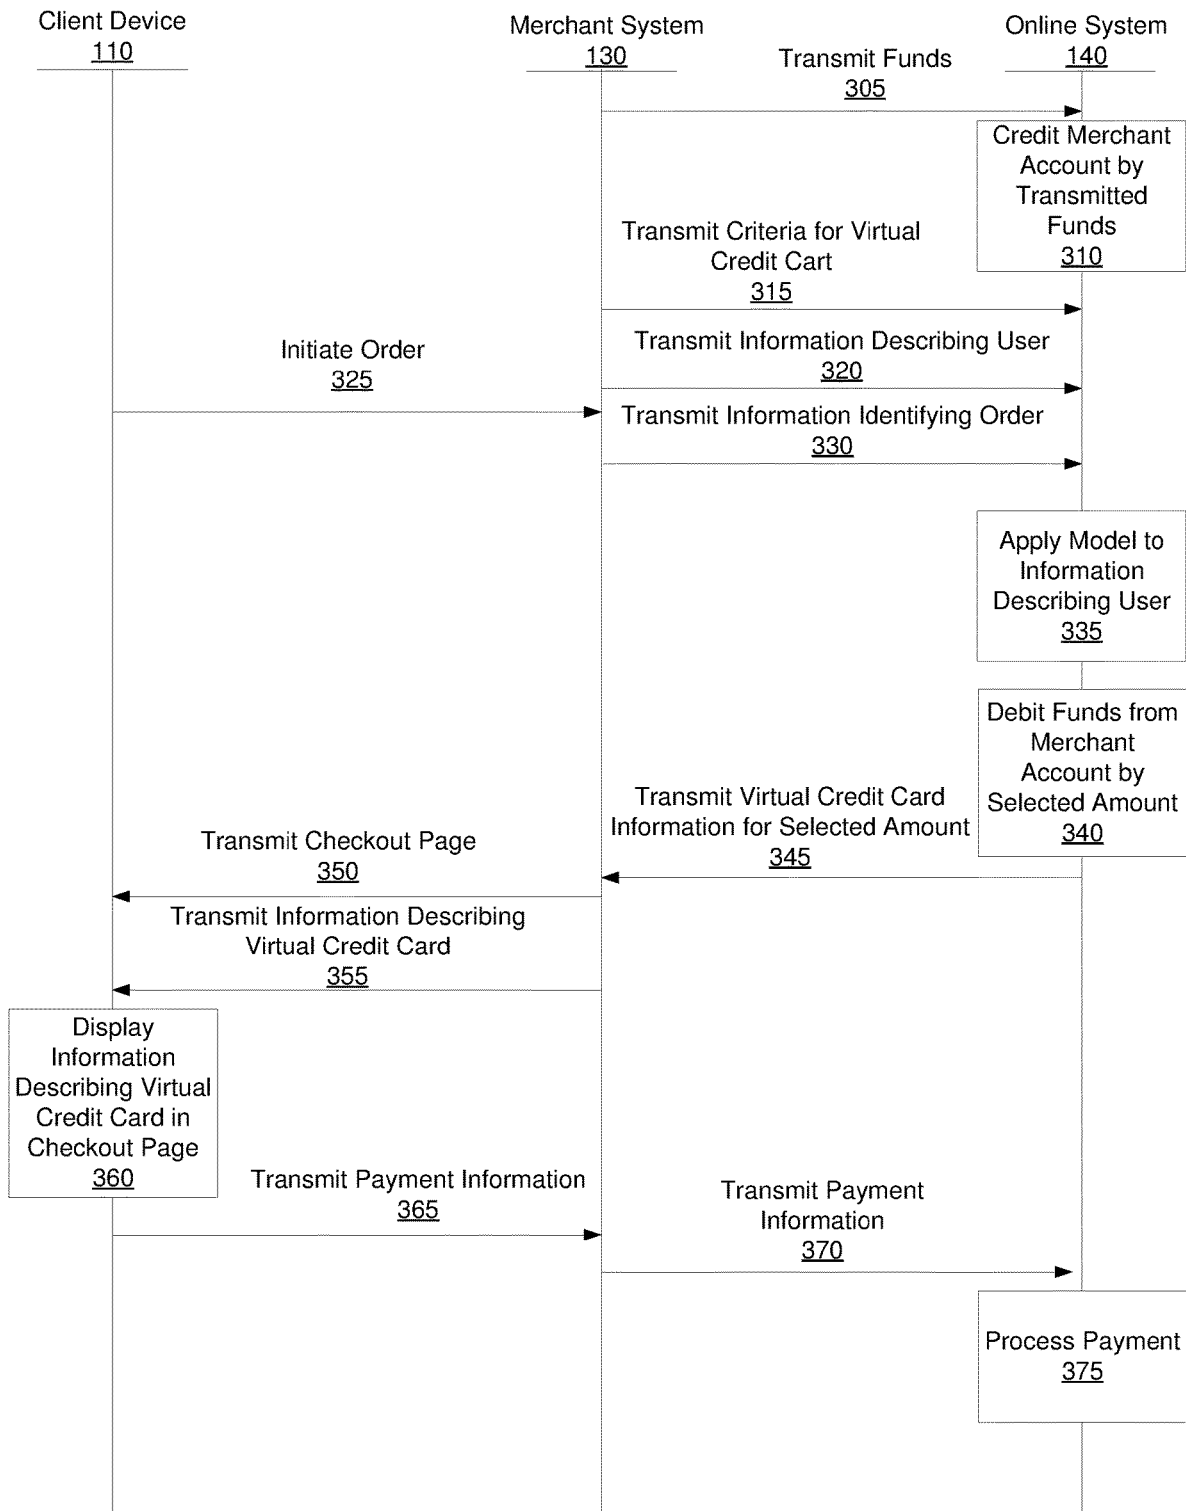 Client Device
110
Merchant System
130
Online System
140
Transmit Funds
305
Credit Merchant
Account by
Transmitted
Funds
310
Transmit Criteria for Virtual
Credit Cart
315
Initiate Order
325
Transmit Information Describing User
320
Transmit Information Identifying Order
330
Apply Model to
Information
Describing User
335
Debit Funds from
Merchant
Account by
Selected Amount
340
Transmit Virtual Credit Card
Information for Selected Amount
345
Transmit Checkout Page
350
Transmit Information Describing
Virtual Credit Card
355
Display
Information
Describing Virtual
Credit Card in
Checkout Page
360
Transmit Payment Information
365
Transmit Payment
Information
370
Process Payment
375